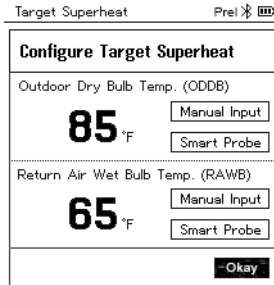 Target Superheat Prel
Configure Target Superheat
Outdoor Dry Bulb Temp. (ODDB)
85 °F
Manual Input
Smart Probe
Return Air Wet Bulb Temp. (RAWB)
65 °F
Manual Input
Smart Probe
Okay